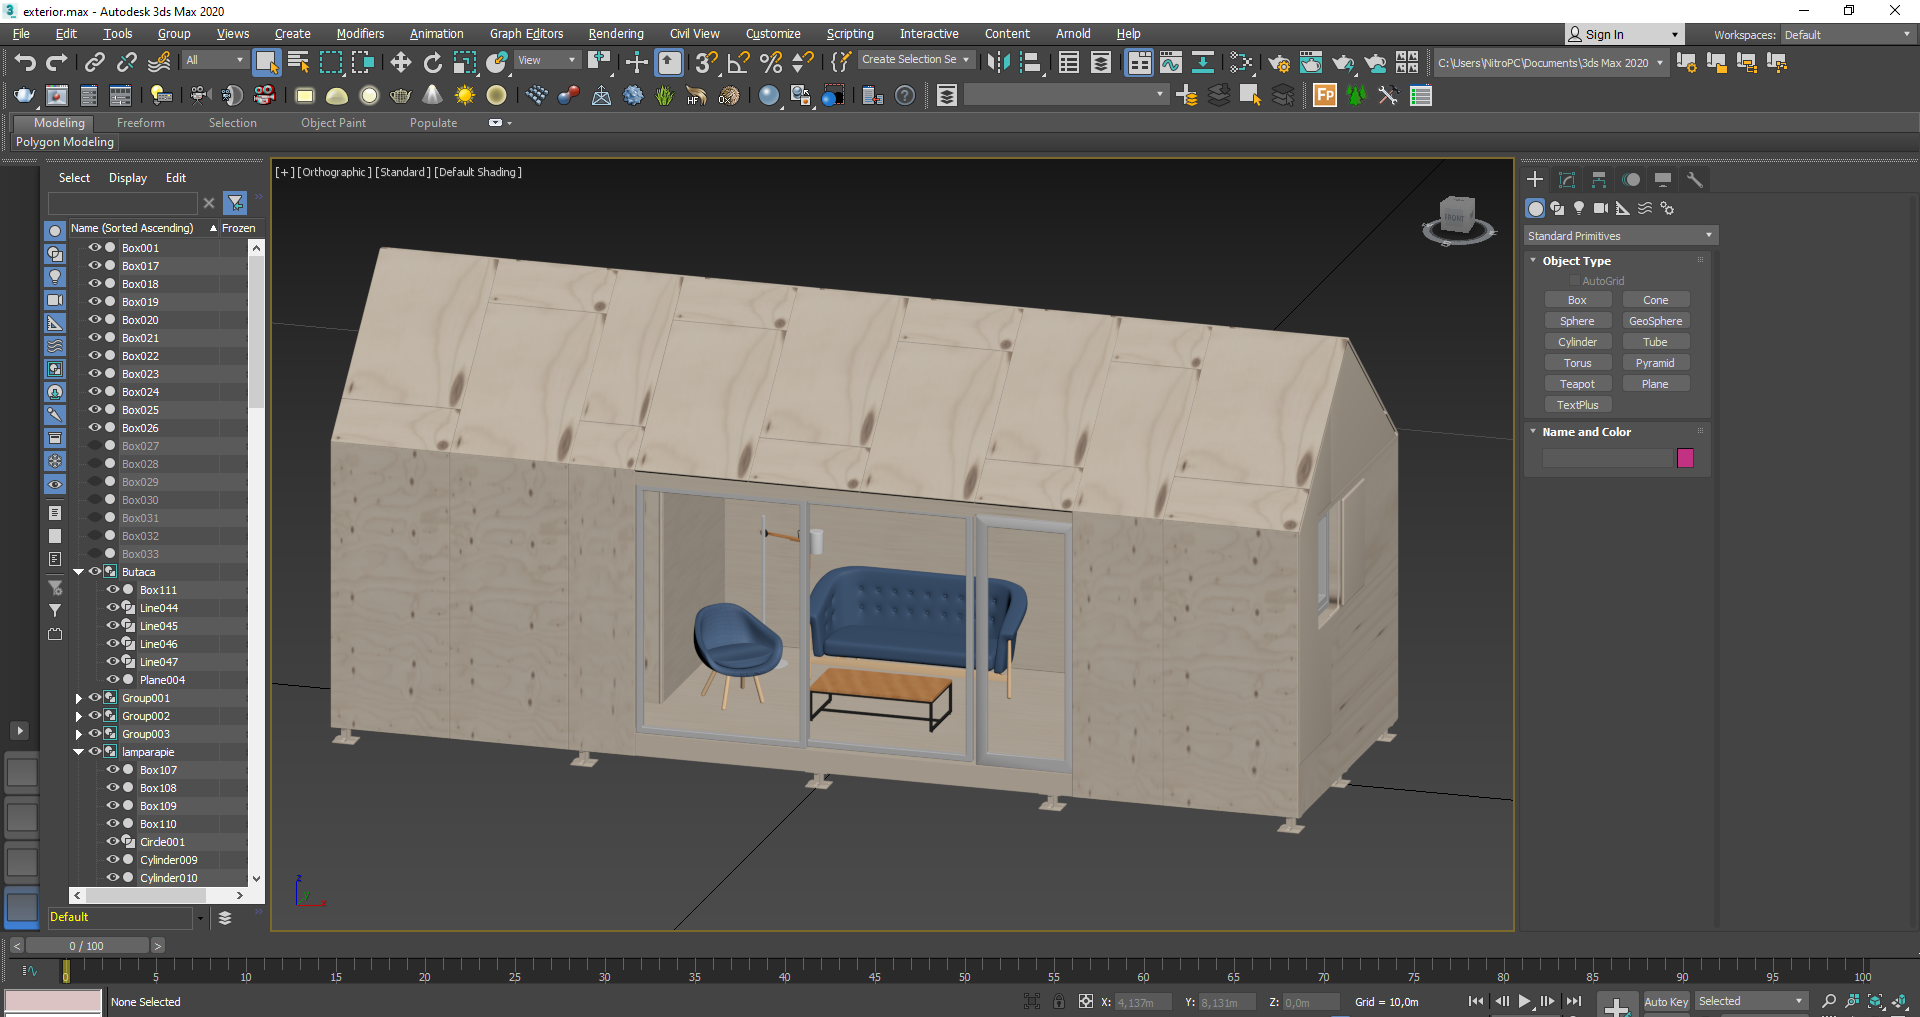 exterior.max - Autodesk 3ds Max 2020
File Edit Tools Group Views Create Modifiers Animation Graph Editors Rendering Civil View Customize Scripting Interactive Content Arnold Help
Sign In Workspaces: Default
All View Create Selection Se C:\Users\NitroPC\Documents\3ds Max 2020
Modeling Freeform Selection Object Paint Populate
Polygon Modeling
Select Display Edit
Name (Sorted Ascending) Frozen
Box001
Box017
Box018
Box019
Box020
Box021
Box022
Box023
Box024
Box025
Box026
Box027
Box028
Box029
Box030
Box031
Box032
Box033
Butaca
Box111
Line044
Line045
Line046
Line047
Plane004
Group001
Group002
Group003
lamparapie
Box107
Box108
Box109
Box110
Circle001
Cylinder009
Cylinder010
Default
[+] [Orthographic] [Standard] [Default Shading]
FRONT
z
x
Standard Primitives
Object Type
AutoGrid
Box Cone
Sphere GeoSphere
Cylinder Tube
Torus Pyramid
Teapot Plane
TextPlus
Name and Color
0 / 100
0 5 10 15 20 25 30 35 40 45 50 55 60 65 70 75 80 85 90 95 100
None Selected X: 4,137m Y: 8,131m Z: 0,0m Grid = 10,0m Auto Key Selected